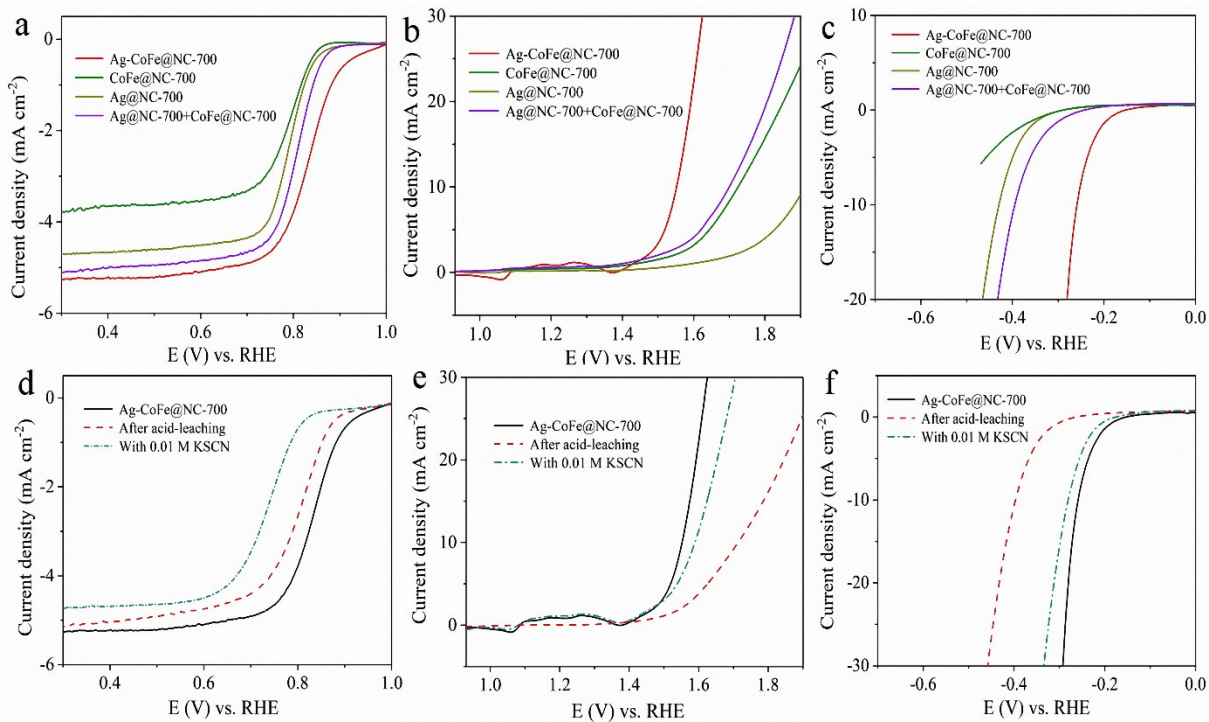 a
Ag-CoFe@NC-700
CoFe@NC-700
Ag@NC-700
Ag@NC-700+CoFe@NC-700
0
-2
-4
-6
0.4
0.6
0.8
1.0
Current density (mA cm⁻²)
E (V) vs. RHE
b
Ag-CoFe@NC-700
CoFe@NC-700
Ag@NC-700
Ag@NC-700+CoFe@NC-700
30
20
10
0
1.0
1.2
1.4
1.6
1.8
Current density (mA cm⁻²)
E (V) vs. RHE
c
Ag-CoFe@NC-700
CoFe@NC-700
Ag@NC-700
Ag@NC-700+CoFe@NC-700
10
0
-10
-20
-0.6
-0.4
-0.2
0.0
Current density (mA cm⁻²)
E (V) vs. RHE
d
Ag-CoFe@NC-700
After acid-leaching
With 0.01 M KSCN
0
-2
-4
-6
0.4
0.6
0.8
1.0
Current density (mA cm⁻²)
E (V) vs. RHE
e
Ag-CoFe@NC-700
After acid-leaching
With 0.01 M KSCN
30
20
10
0
1.0
1.2
1.4
1.6
1.8
Current density (mA cm⁻²)
E (V) vs. RHE
f
Ag-CoFe@NC-700
After acid-leaching
With 0.01 M KSCN
10
0
-10
-20
-30
-0.6
-0.4
-0.2
0.0
Current density (mA cm⁻²)
E (V) vs. RHE